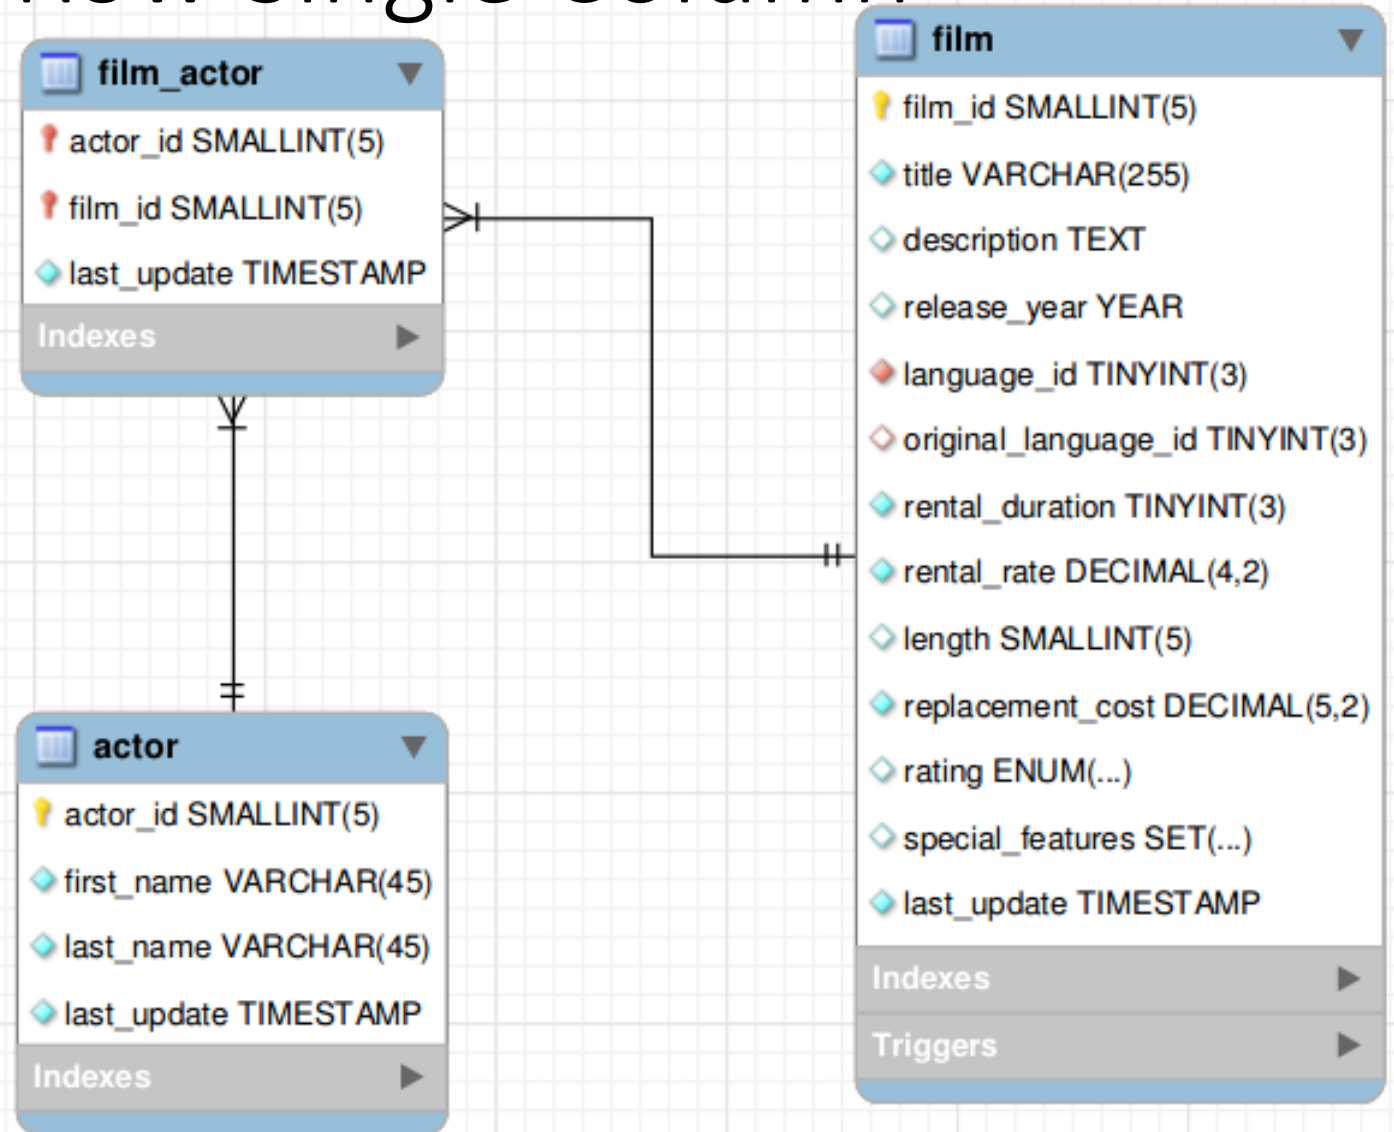 new single column
film_actor
actor_id SMALLINT(5)
film_id SMALLINT(5)
last_update TIMESTAMP
Indexes
actor
actor_id SMALLINT(5)
first_name VARCHAR(45)
last_name VARCHAR(45)
last_update TIMESTAMP
Indexes
film
film_id SMALLINT(5)
title VARCHAR(255)
description TEXT
release_year YEAR
language_id TINYINT(3)
original_language_id TINYINT(3)
rental_duration TINYINT(3)
rental_rate DECIMAL(4,2)
length SMALLINT(5)
replacement_cost DECIMAL(5,2)
rating ENUM(...)
special_features SET(...)
last_update TIMESTAMP
Indexes
Triggers